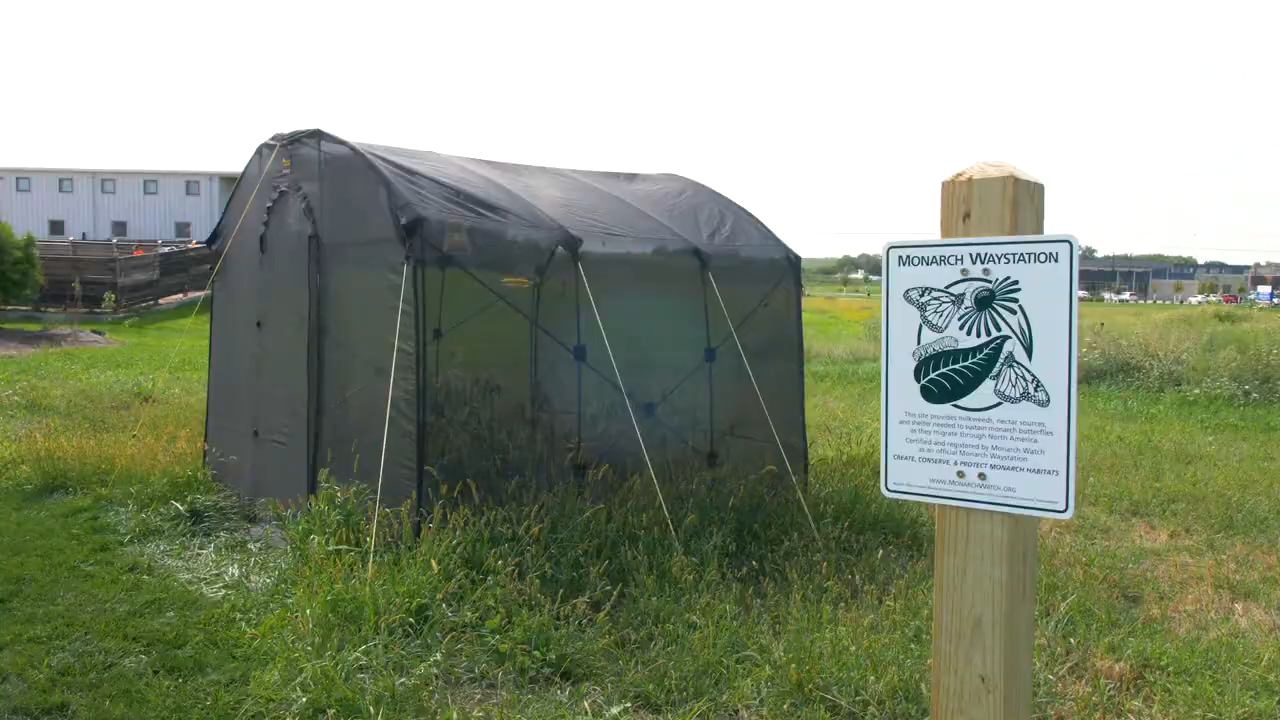 MONARCH WAYSTATION
This site provides milkweeds, nectar sources,
and shelter needed to sustain monarch butterflies
as they migrate through North America.
Certified and registered by Monarch Watch
as an official Monarch Waystation
CREATE, CONSERVE, & PROTECT MONARCH HABITATS
WWW.MONARCHWATCH.ORG